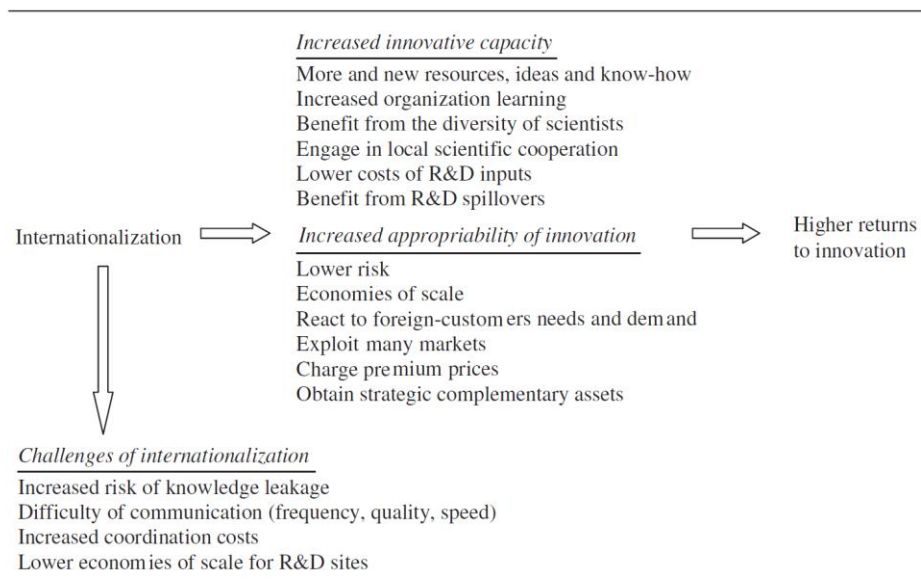 Increased innovative capacity
More and new resources, ideas and know-how
Increased organization learning
Benefit from the diversity of scientists
Engage in local scientific cooperation
Lower costs of R&D inputs
Benefit from R&D spillovers
Internationalization
Increased appropriability of innovation
Higher returns
to innovation
Lower risk
Economies of scale
React to foreign-customers needs and demand
Exploit many markets
Charge premium prices
Obtain strategic complementary assets
Challenges of internationalization
Increased risk of knowledge leakage
Difficulty of communication (frequency, quality, speed)
Increased coordination costs
Lower economies of scale for R&D sites